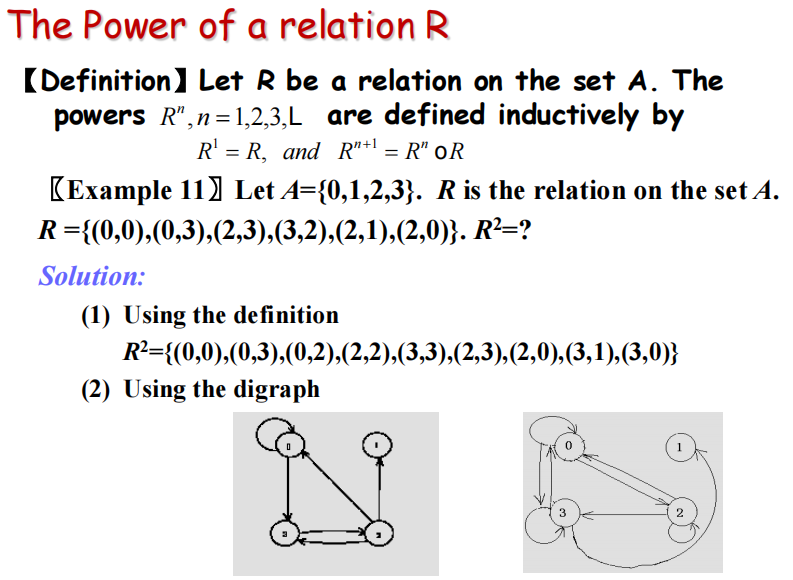 The Power of a relation R
【Definition】Let R be a relation on the set A. The
powers Rⁿ, n = 1,2,3,L are defined inductively by
R¹ = R, and Rⁿ⁺¹ = Rⁿ o R
〖Example 11〗 Let A={0,1,2,3}. R is the relation on the set A.
R ={(0,0),(0,3),(2,3),(3,2),(2,1),(2,0)}. R²=?
Solution:
(1) Using the definition
R²={(0,0),(0,3),(0,2),(2,2),(3,3),(2,3),(2,0),(3,1),(3,0)}
(2) Using the digraph
0 1
0 1
3 2